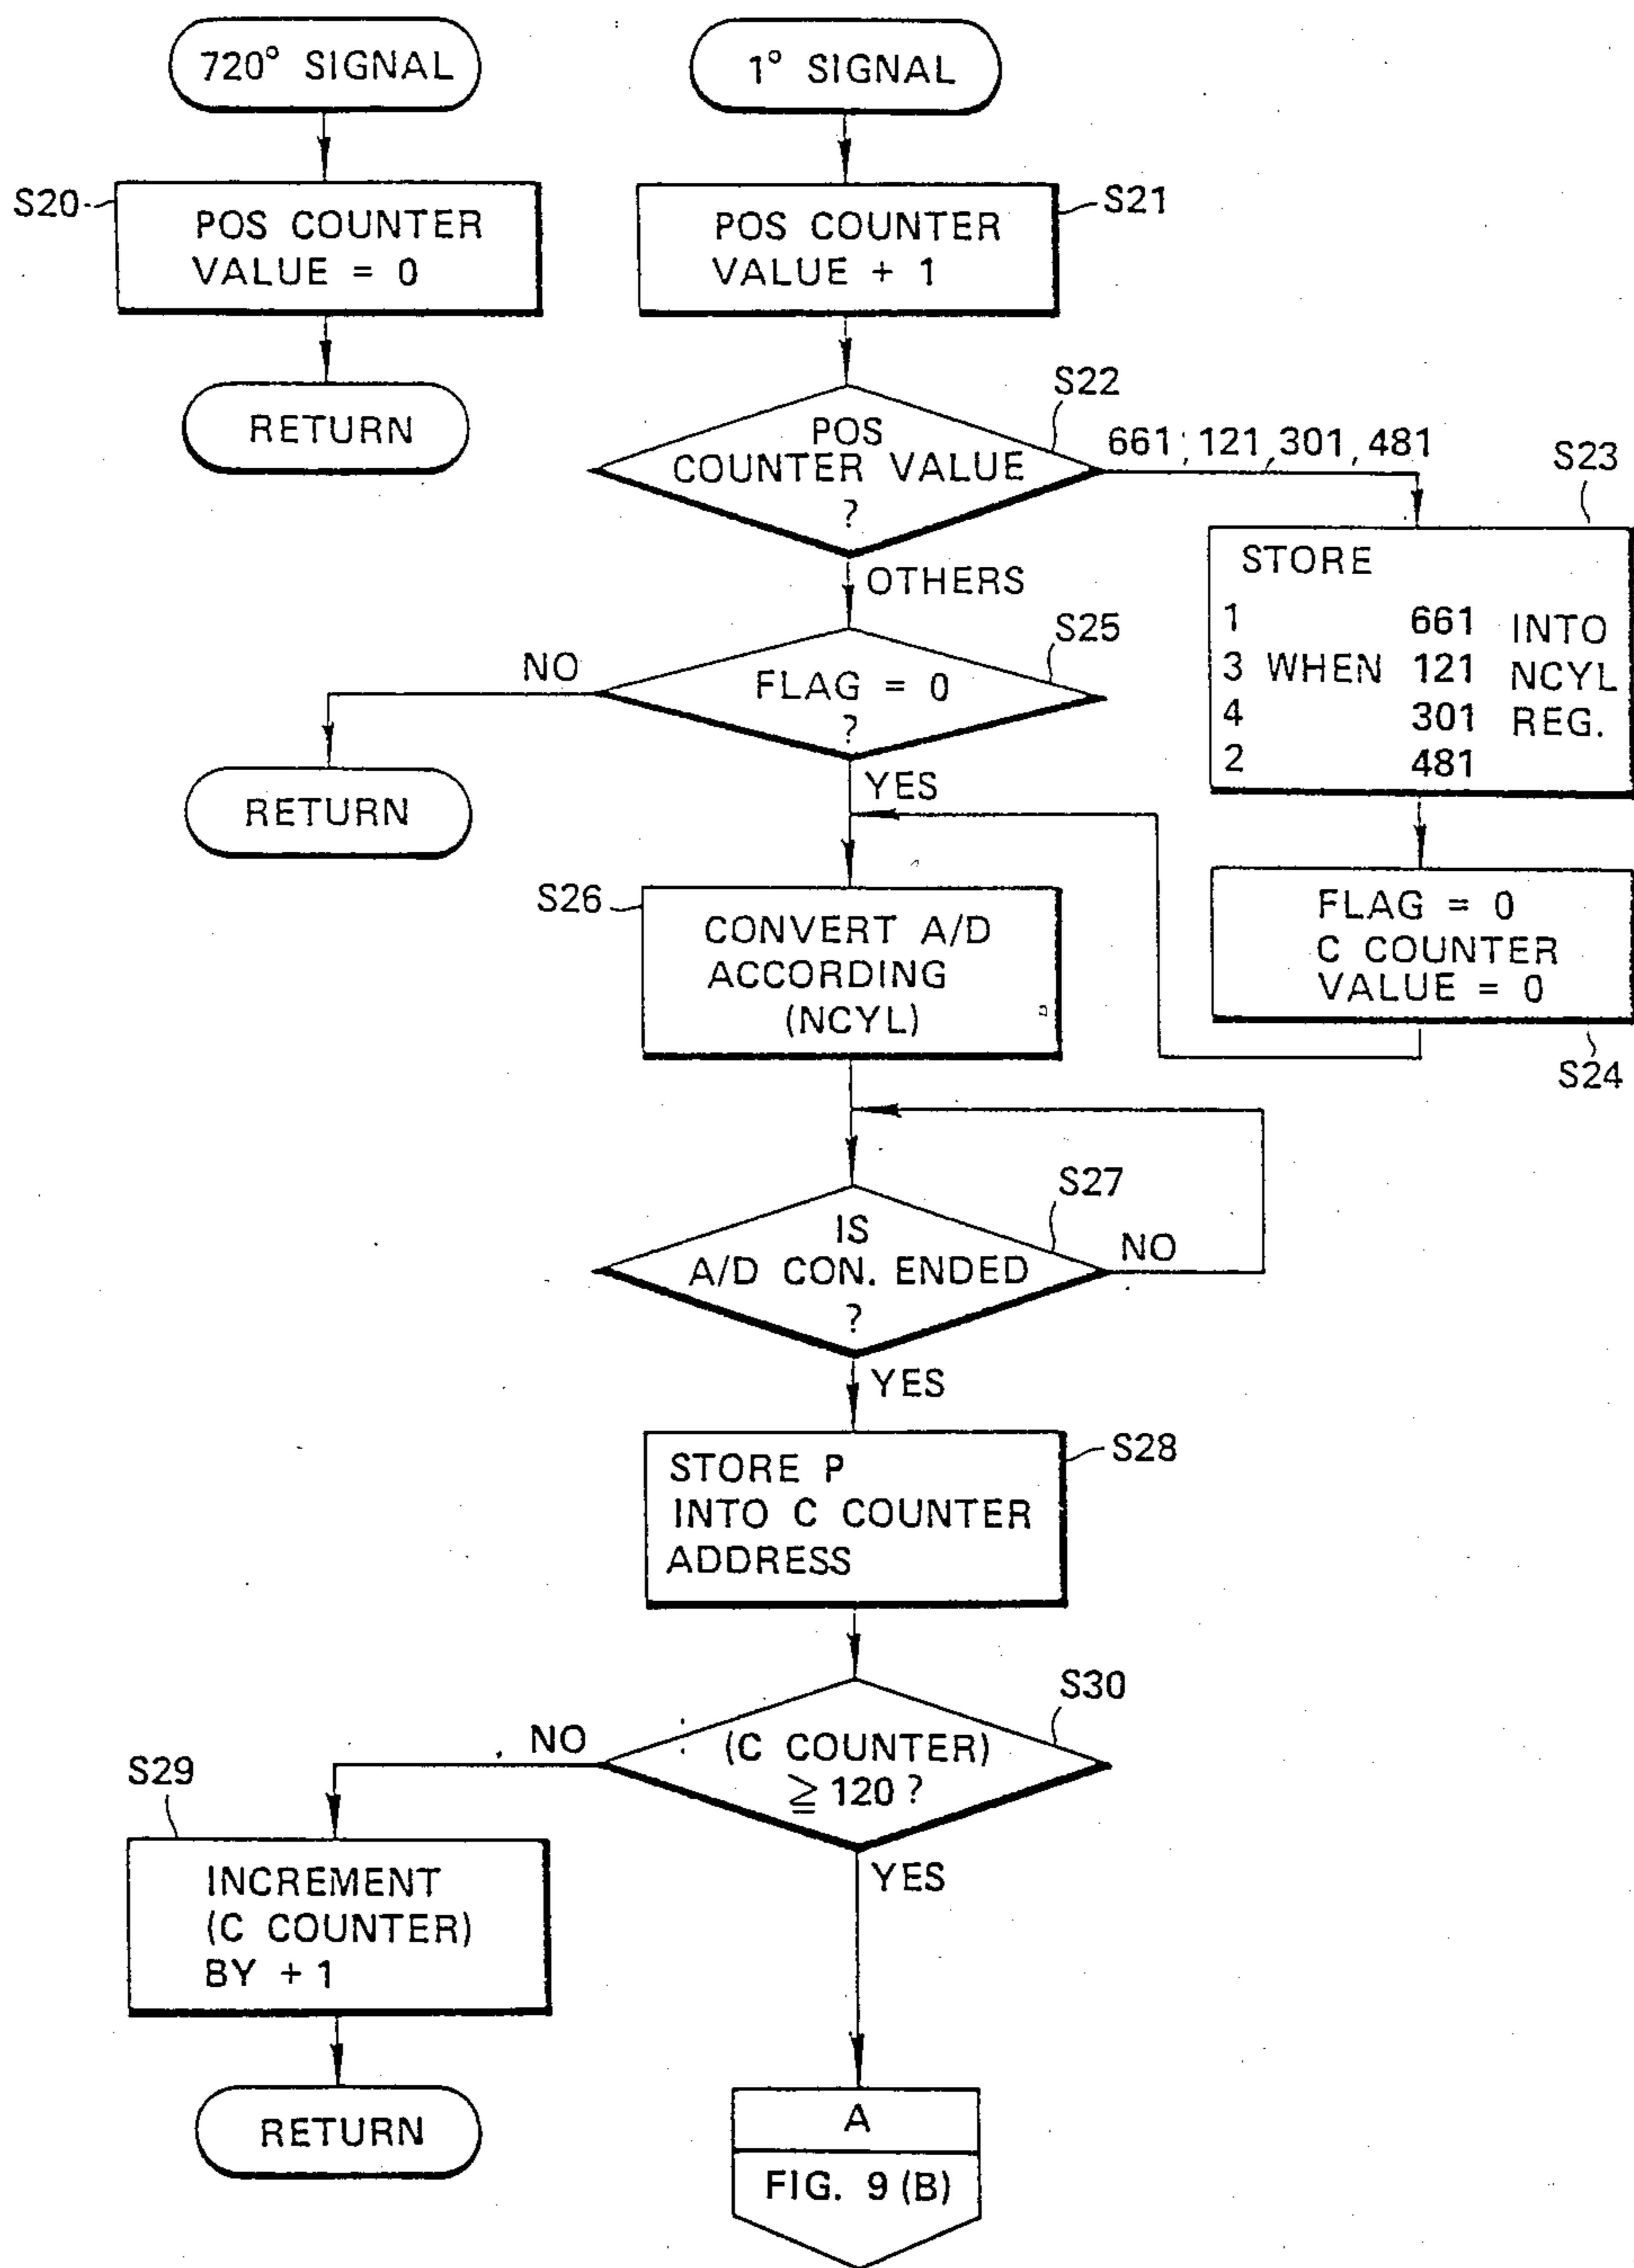 720° SIGNAL
1° SIGNAL
S20
POS COUNTER
VALUE = 0
S21
POS COUNTER
VALUE + 1
RETURN
S22
POS
COUNTER VALUE
?
661, 121, 301, 481
OTHERS
S23
STORE
1 661 INTO
3 WHEN 121 NCYL
4 301 REG.
2 481
S25
FLAG = 0
?
NO
RETURN
YES
FLAG = 0
C COUNTER
VALUE = 0
S24
S26
CONVERT A/D
ACCORDING
(NCYL)
S27
IS
A/D CON. ENDED
?
NO
YES
S28
STORE P
INTO C COUNTER
ADDRESS
S30
(C COUNTER)
≧ 120 ?
NO
YES
S29
INCREMENT
(C COUNTER)
BY + 1
RETURN
A
FIG. 9 (B)